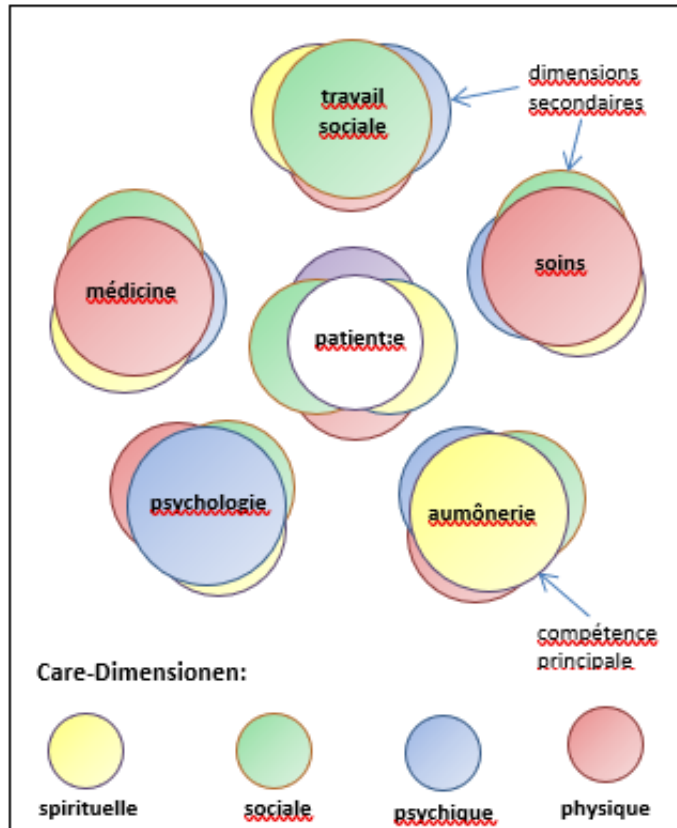 travail
sociale
dimensions
secondaires
médicine
soins
patient:e
psychologie
aumônerie
compétence
principale
Care-Dimensionen:
spirituelle
sociale
psychique
physique